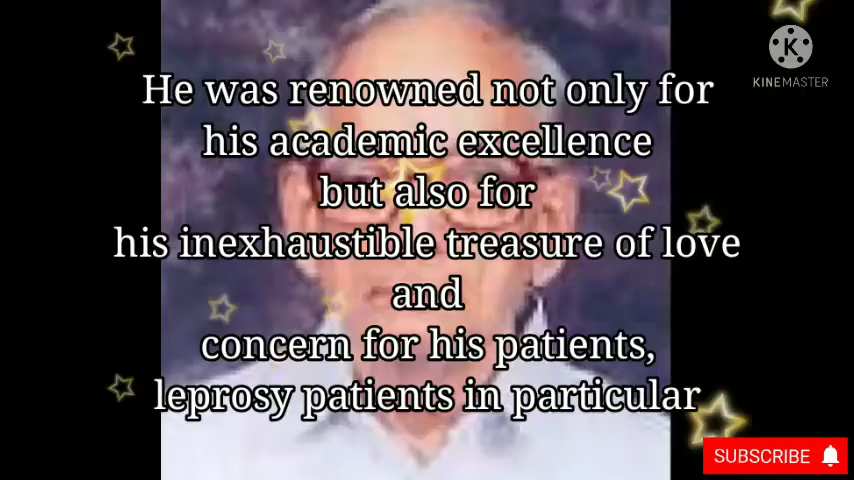 He was renowned not only for
his academic excellence
but also for
his inexhaustible treasure of love
and
concern for his patients,
leprosy patients in particular
K
KINEMASTER
SUBSCRIBE